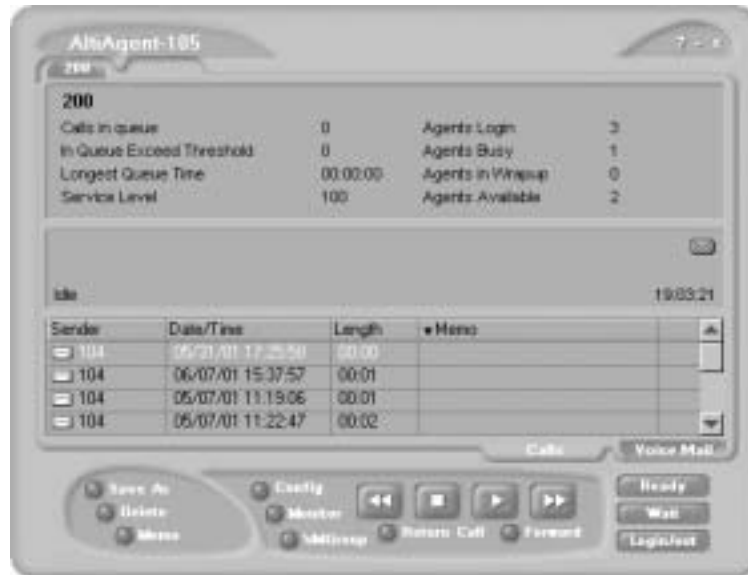 AltiAgent-105
? - x
200
200
Calls in queue 0 Agents Login 3
In Queue Exceed Threshold 0 Agents Busy 1
Longest Queue Time 00:00:00 Agents in Wrapup 0
Service Level 100 Agents Available 2
Idle 19:03:21
Sender Date/Time Length Memo
104 05/31/01 17:25:50 00:00
104 06/07/01 15:37:57 00:01
104 05/07/01 11:19:06 00:01
104 05/07/01 11:22:47 00:02
Calls Voice Mail
Save As Config Ready
Delete Monitor Wait
Memo VMGroup Return Call Forward Login/out